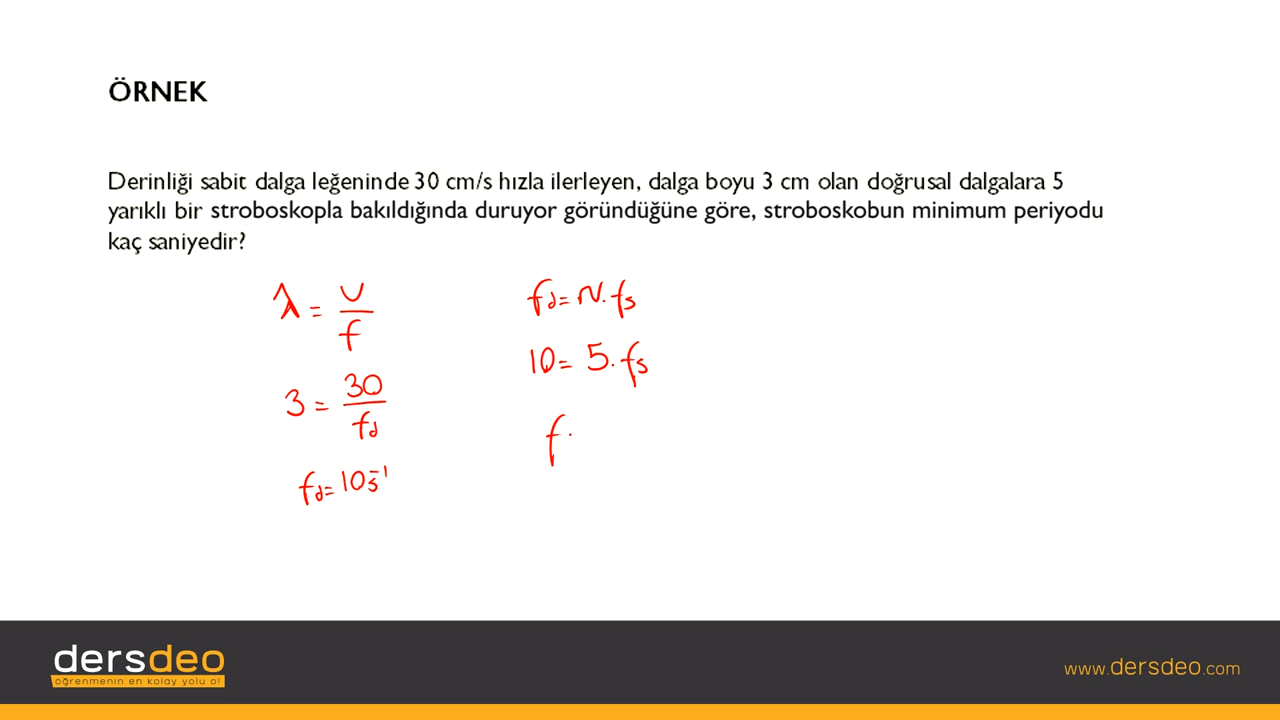 ÖRNEK
Derinliği sabit dalga leğeninde 30 cm/s hızla ilerleyen, dalga boyu 3 cm olan doğrusal dalgalara 5
yarıklı bir stroboskopla bakıldığında duruyor göründüğüne göre, stroboskobun minimum periyodu
kaç saniyedir?
λ = v/f
3 = 30/fd
fd = 10 s⁻¹
fd = N. fs
10 = 5. fs
f
dersdeo
öğrenmenin en kolay yolu o!
www.dersdeo.com